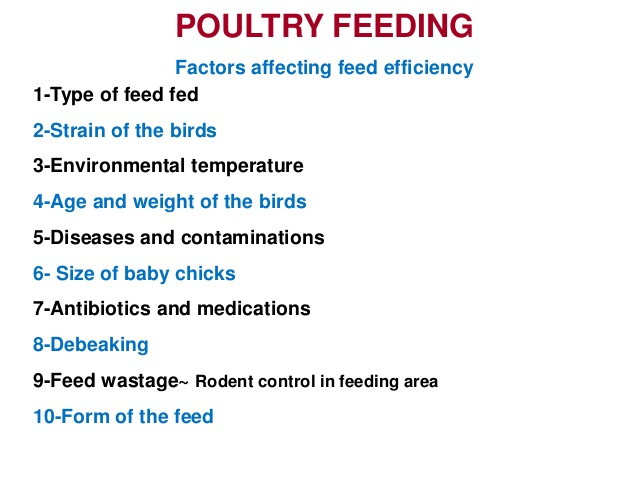 POULTRY FEEDING
Factors affecting feed efficiency
1-Type of feed fed
2-Strain of the birds
3-Environmental temperature
4-Age and weight of the birds
5-Diseases and contaminations
6- Size of baby chicks
7-Antibiotics and medications
8-Debeaking
9-Feed wastage~ Rodent control in feeding area
10-Form of the feed